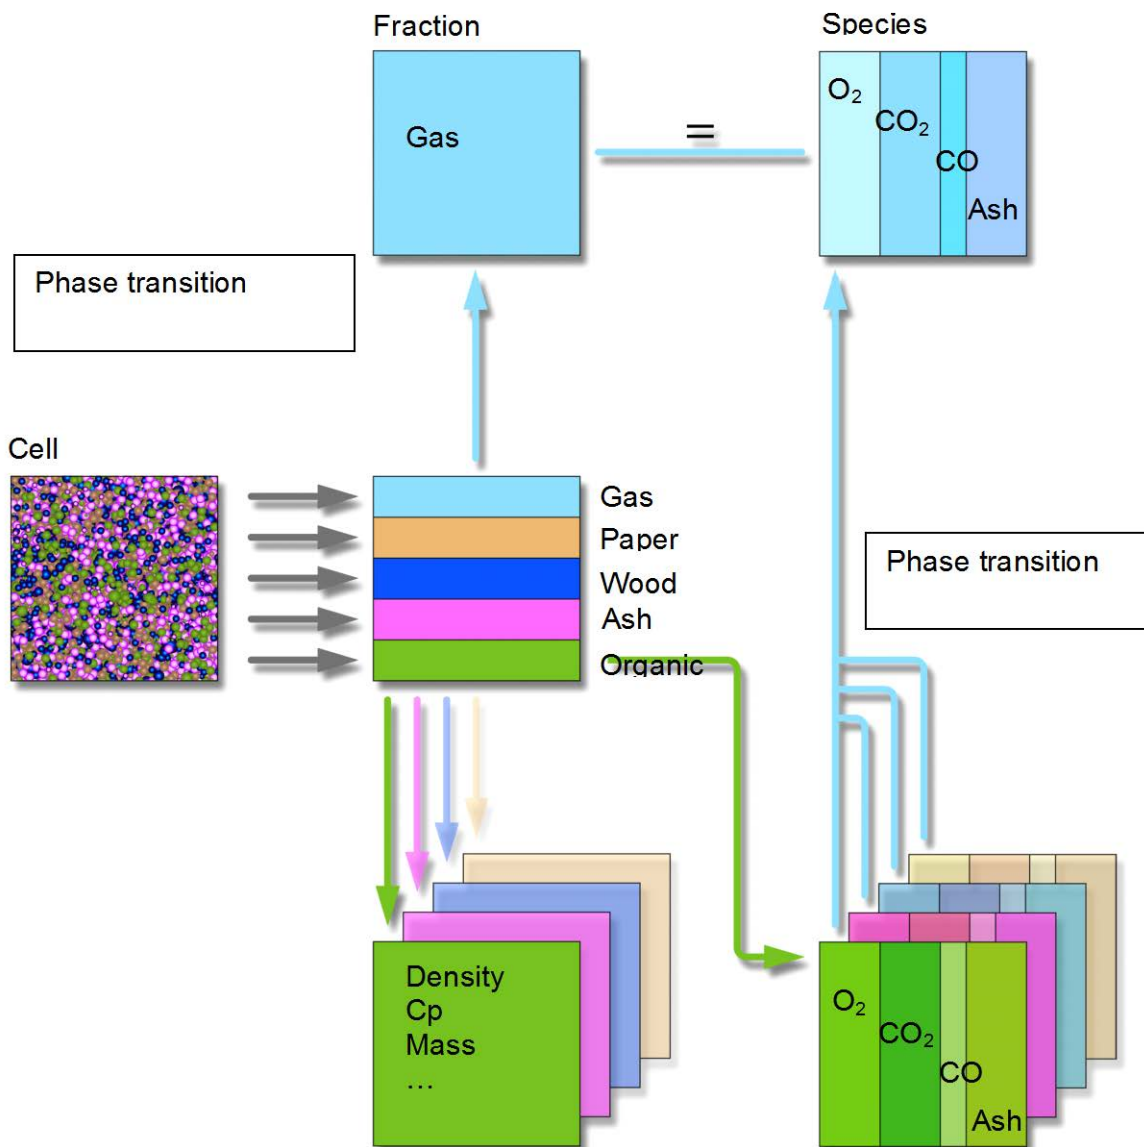 Fraction
Species
Gas
=
O₂
CO₂
CO
Ash
Phase transition
Cell
Gas
Paper
Wood
Ash
Organic
Phase transition
Density
Cp
Mass
...
O₂
CO₂
CO
Ash